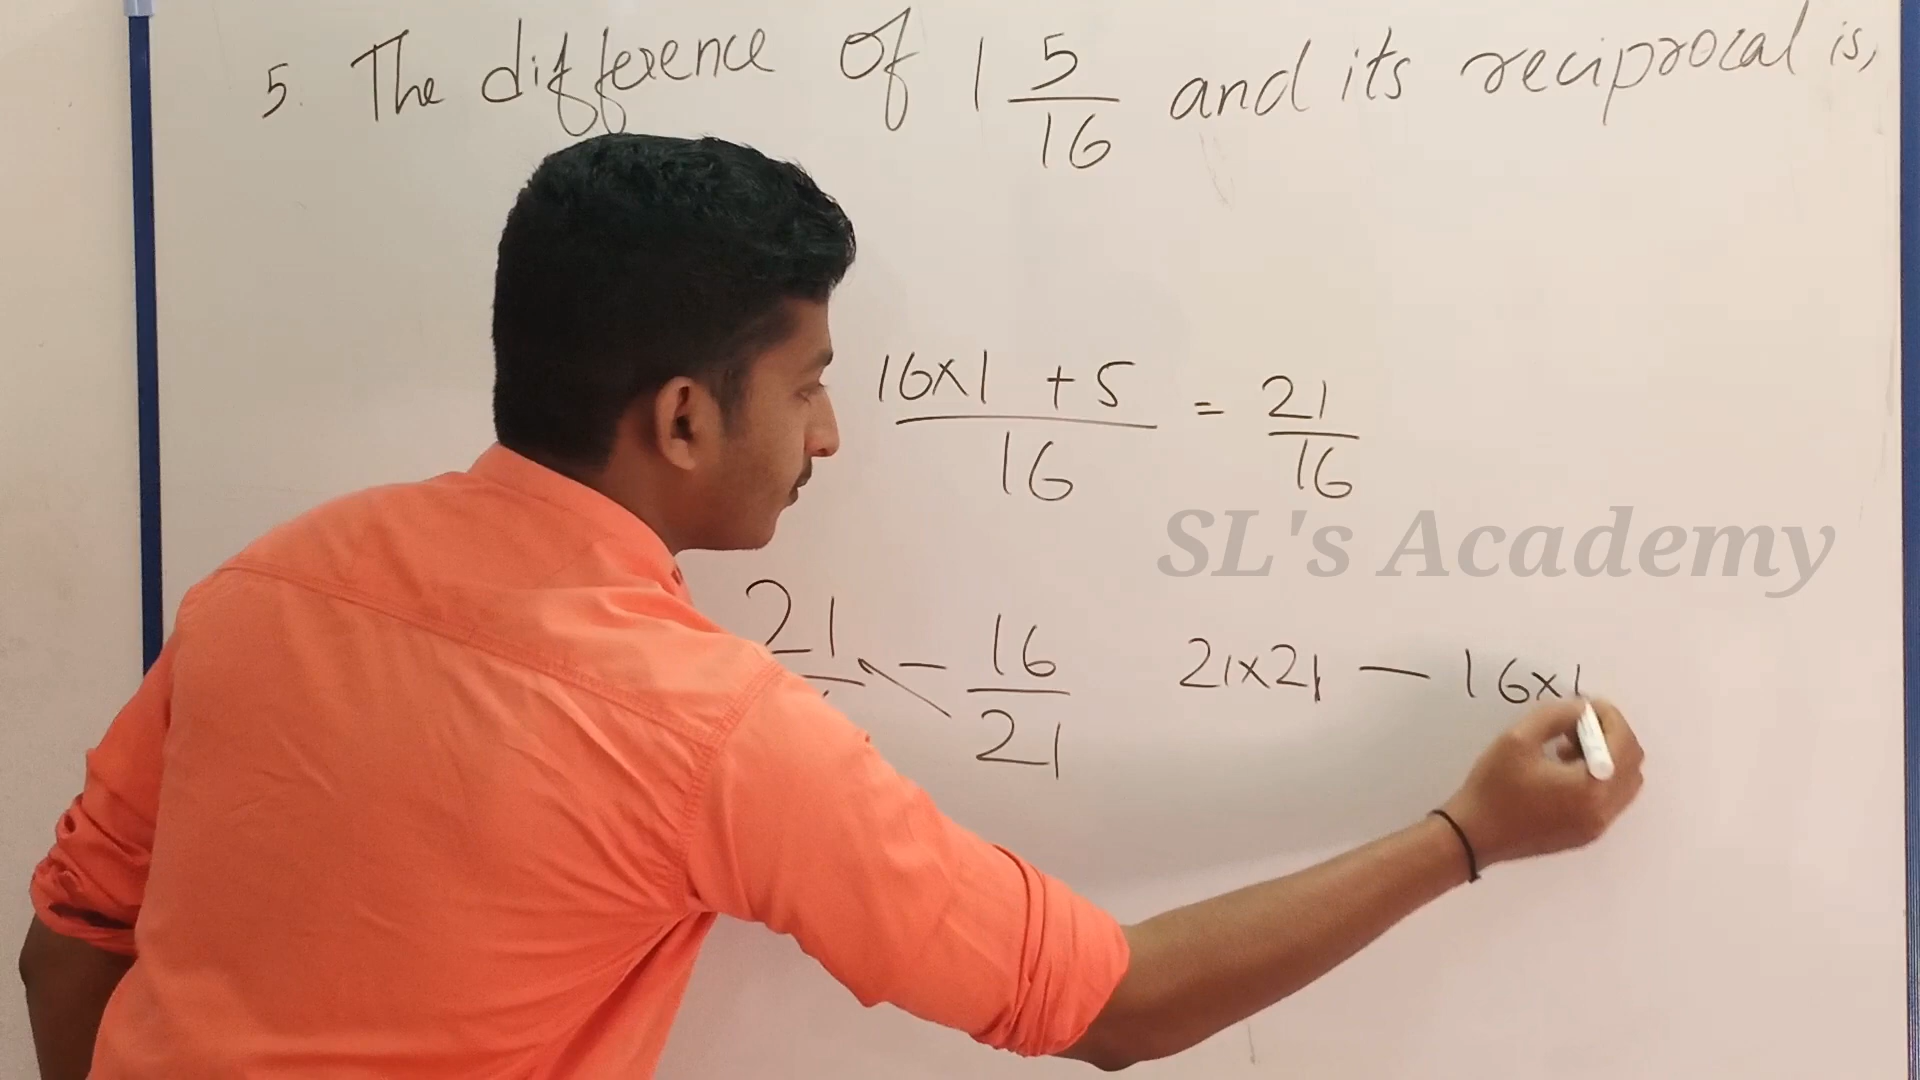 5. The difference of 1 5/16 and its reciprocal is,
16×1 + 5 / 16 = 21/16
SL's Academy
21 − 16/21 21×21 − 16×1